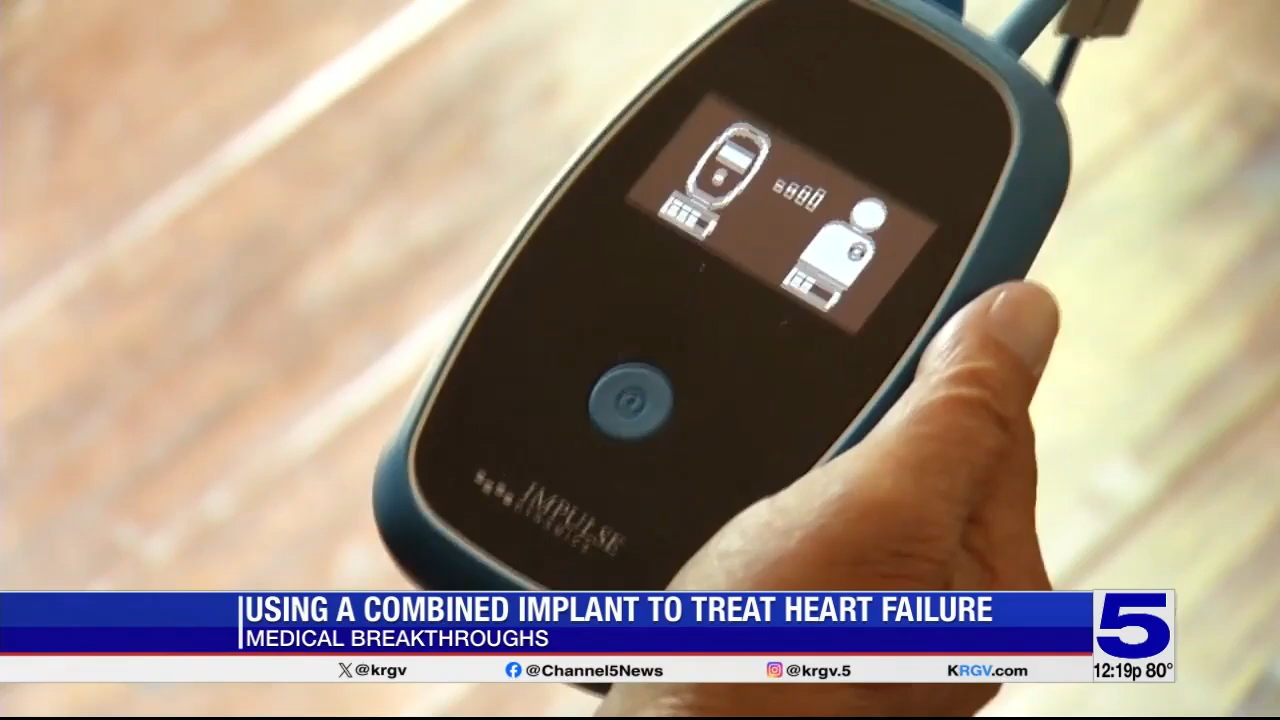 IMPULSE
DYNAMICS
USING A COMBINED IMPLANT TO TREAT HEART FAILURE
MEDICAL BREAKTHROUGHS
@krgv
@Channel5News
@krgv.5
KRGV.com
5
12:19p 80°